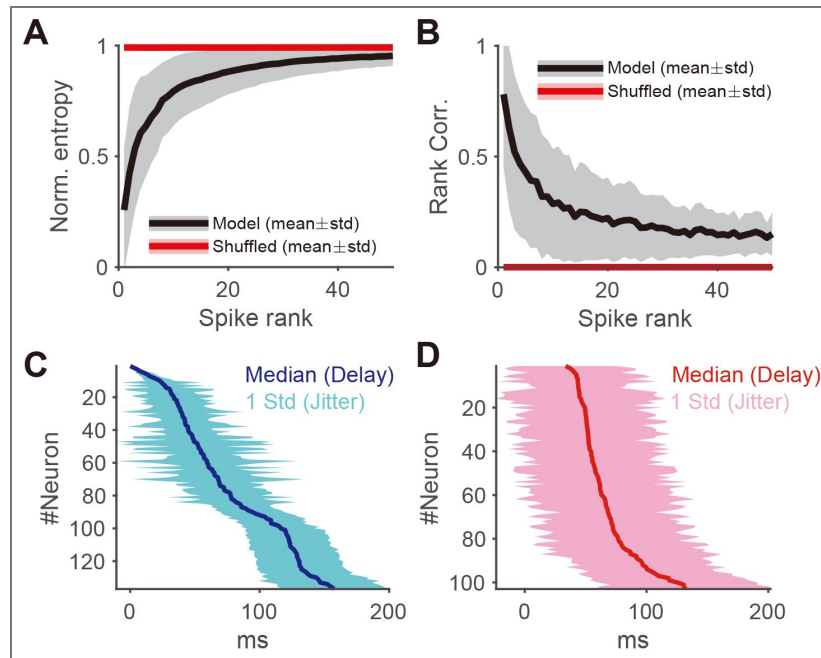 A
1
0.5
0
Norm. entropy
Model (mean±std)
Shuffled (mean±std)
0
20
40
Spike rank
B
1
0.5
0
Rank Corr.
Model (mean±std)
Shuffled (mean±std)
0
20
40
Spike rank
C
Median (Delay)
1 Std (Jitter)
20
40
60
80
100
120
#Neuron
0
100
200
ms
D
Median (Delay)
1 Std (Jitter)
20
40
60
80
100
#Neuron
0
100
200
ms